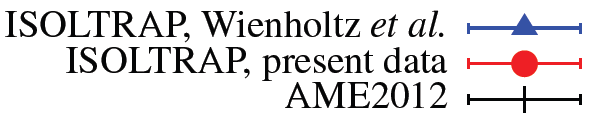 ISOLTRAP, Wienholtz et al.
ISOLTRAP, present data
AME2012